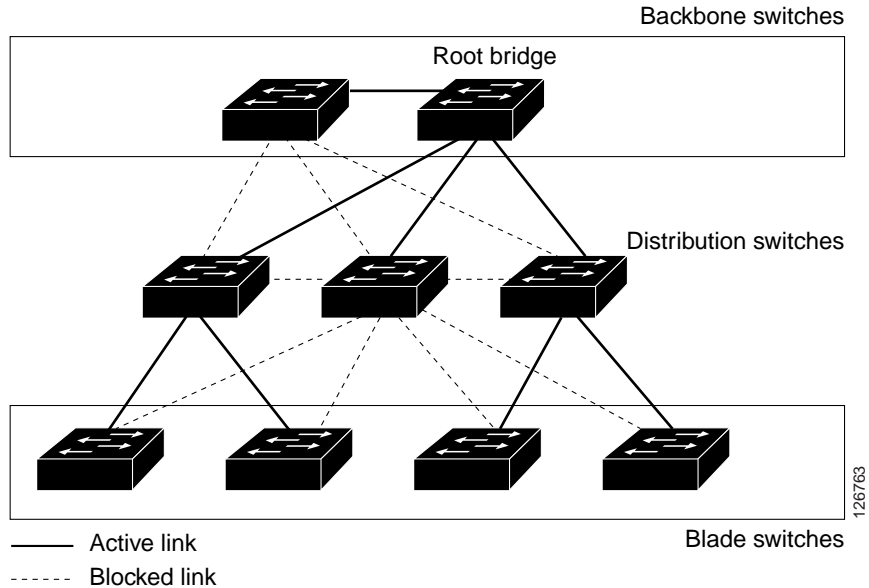 Backbone switches
Root bridge
Distribution switches
126763
Blade switches
Active link
Blocked link